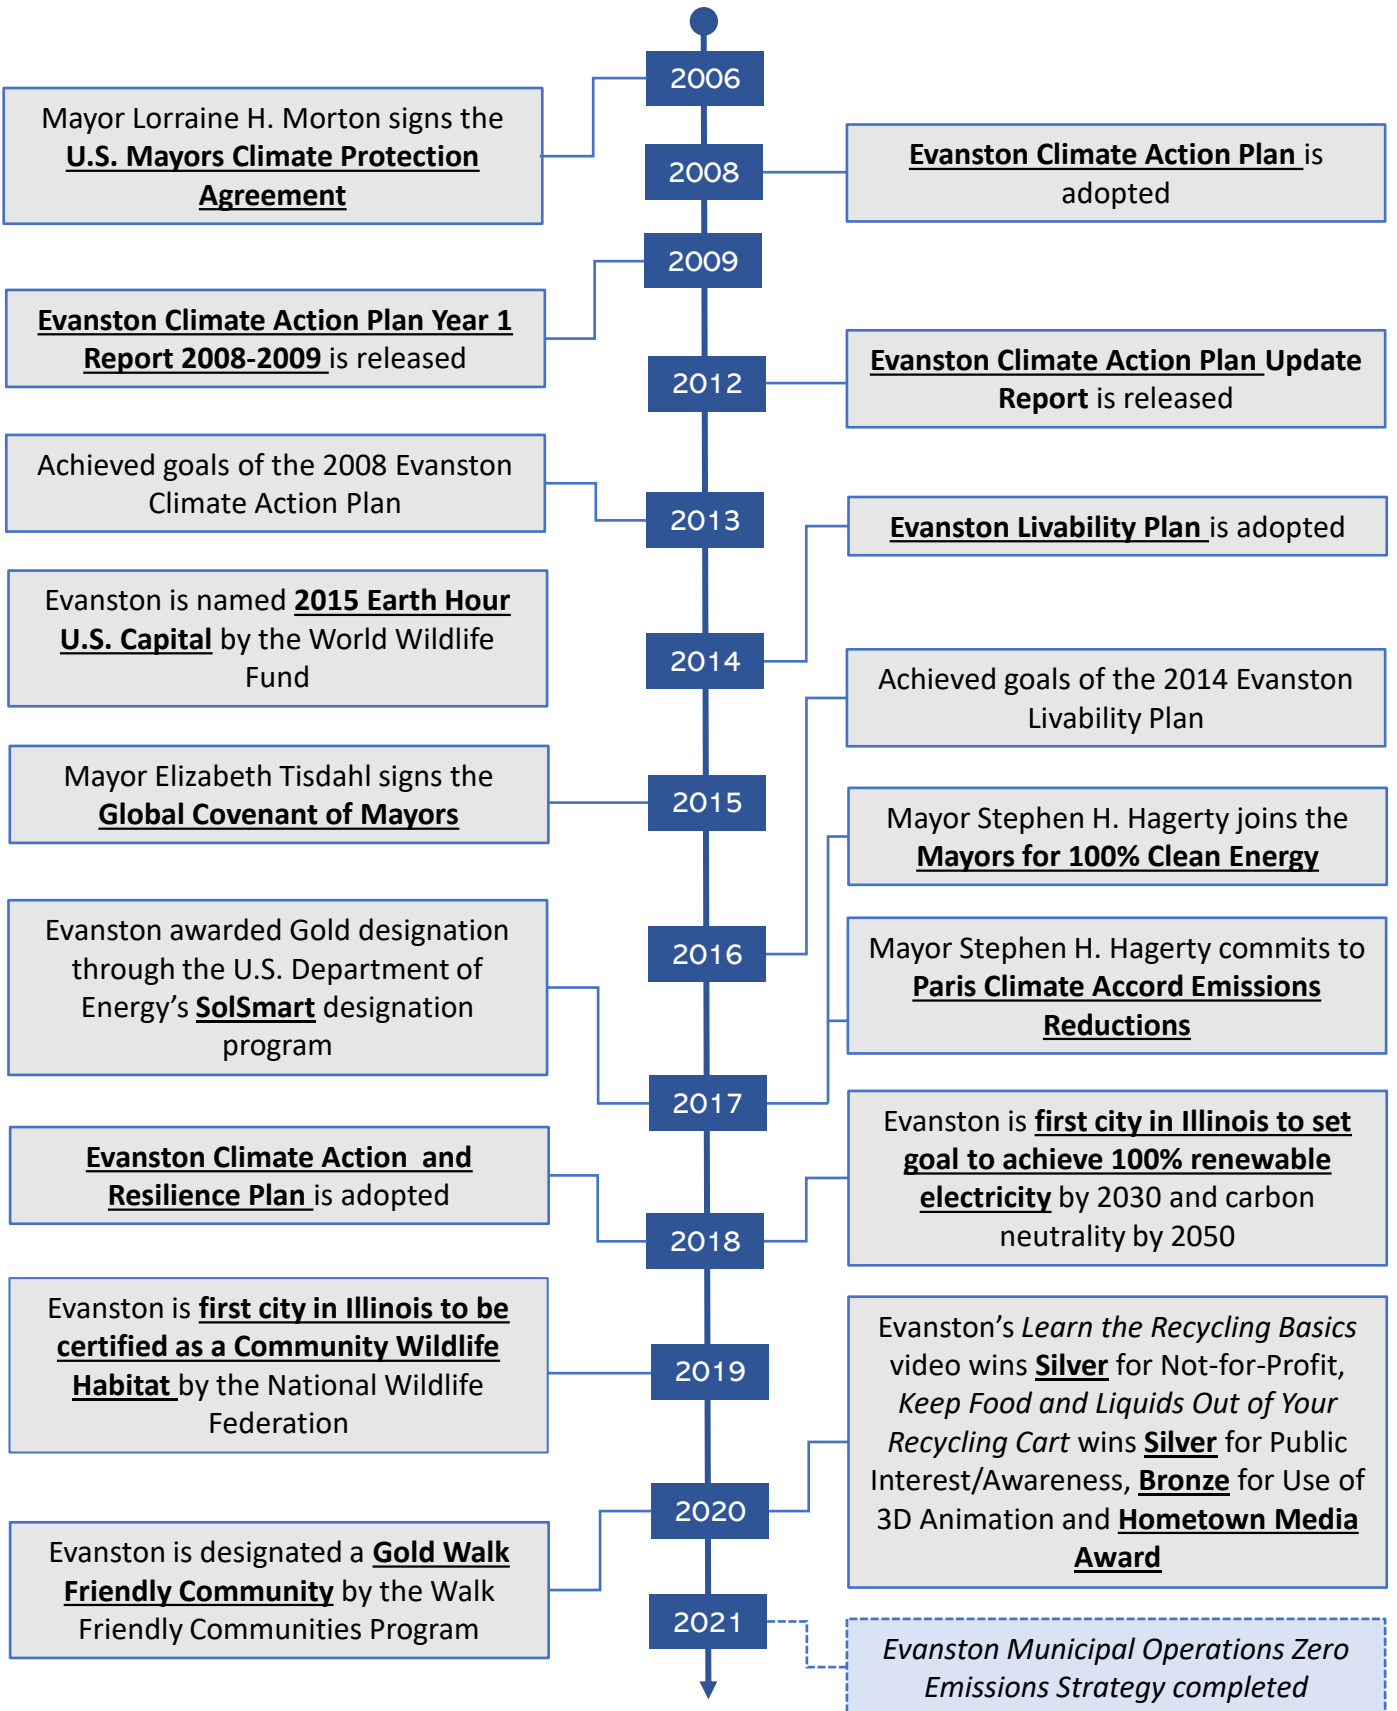 2006
Mayor Lorraine H. Morton signs the
U.S. Mayors Climate Protection
Agreement
2008
Evanston Climate Action Plan is
adopted
2009
Evanston Climate Action Plan Year 1
Report 2008-2009 is released
2012
Evanston Climate Action Plan Update
Report is released
Achieved goals of the 2008 Evanston
Climate Action Plan
2013
Evanston Livability Plan is adopted
Evanston is named 2015 Earth Hour
U.S. Capital by the World Wildlife
Fund
2014
Achieved goals of the 2014 Evanston
Livability Plan
Mayor Elizabeth Tisdahl signs the
Global Covenant of Mayors
2015
Mayor Stephen H. Hagerty joins the
Mayors for 100% Clean Energy
Evanston awarded Gold designation
through the U.S. Department of
Energy’s SolSmart designation
program
2016
Mayor Stephen H. Hagerty commits to
Paris Climate Accord Emissions
Reductions
2017
Evanston Climate Action and
Resilience Plan is adopted
Evanston is first city in Illinois to set
goal to achieve 100% renewable
electricity by 2030 and carbon
neutrality by 2050
2018
Evanston is first city in Illinois to be
certified as a Community Wildlife
Habitat by the National Wildlife
Federation
2019
Evanston’s Learn the Recycling Basics
video wins Silver for Not-for-Profit,
Keep Food and Liquids Out of Your
Recycling Cart wins Silver for Public
Interest/Awareness, Bronze for Use of
3D Animation and Hometown Media
Award
2020
Evanston is designated a Gold Walk
Friendly Community by the Walk
Friendly Communities Program
2021
Evanston Municipal Operations Zero
Emissions Strategy completed